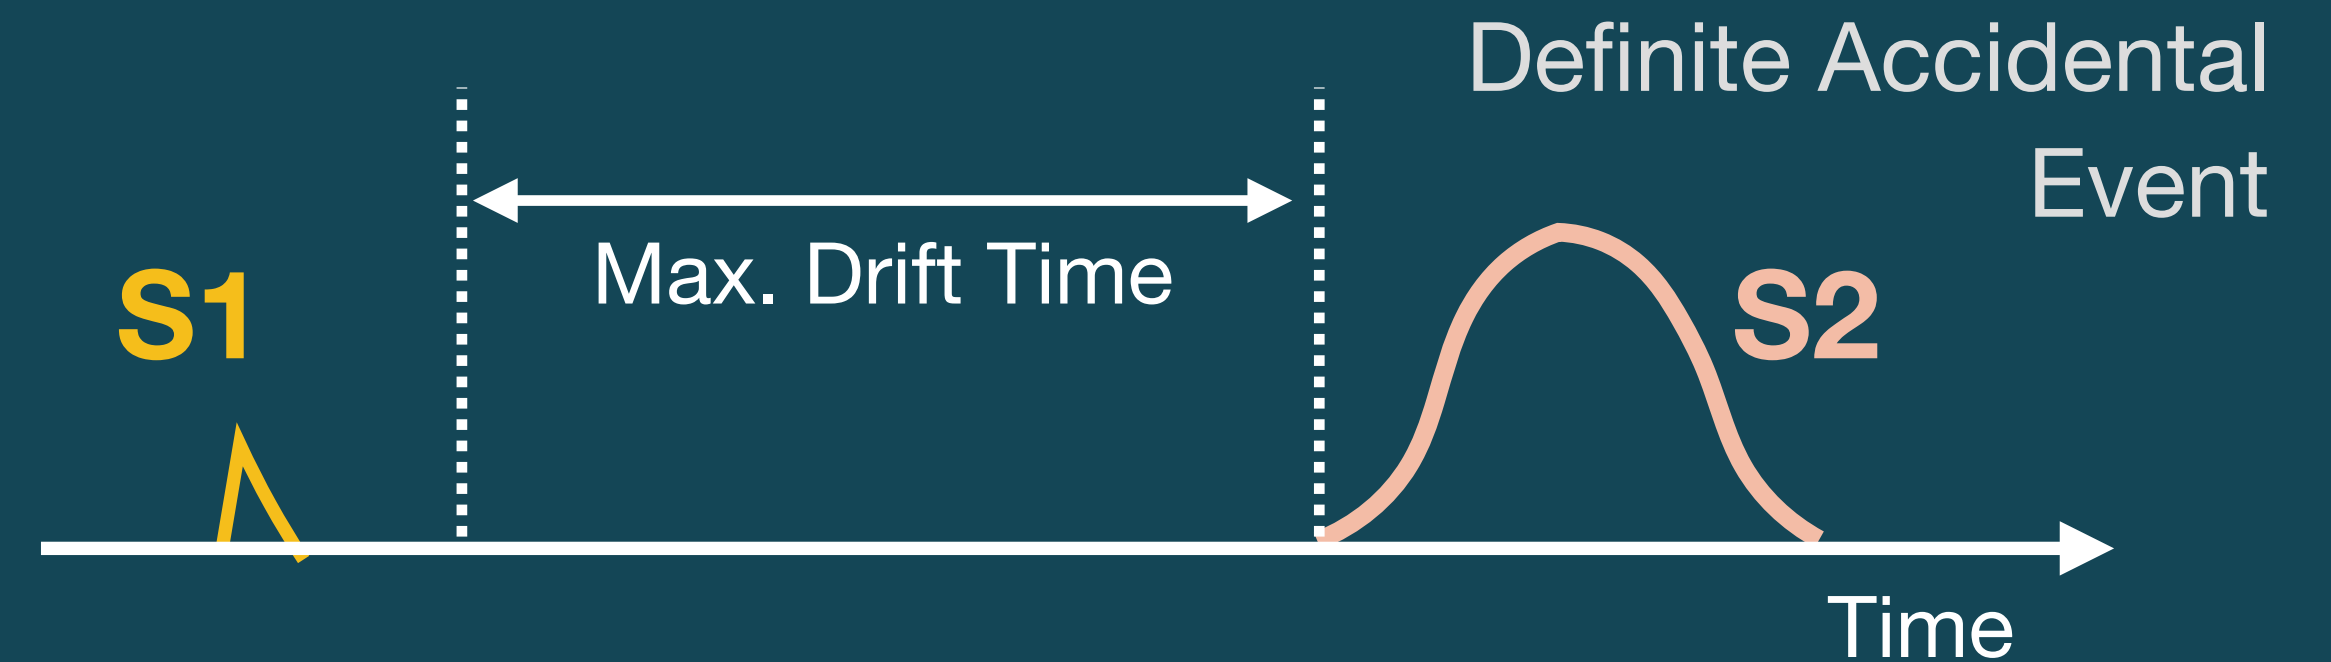 Definite Accidental
Event
Max. Drift Time
S1
S2
Time